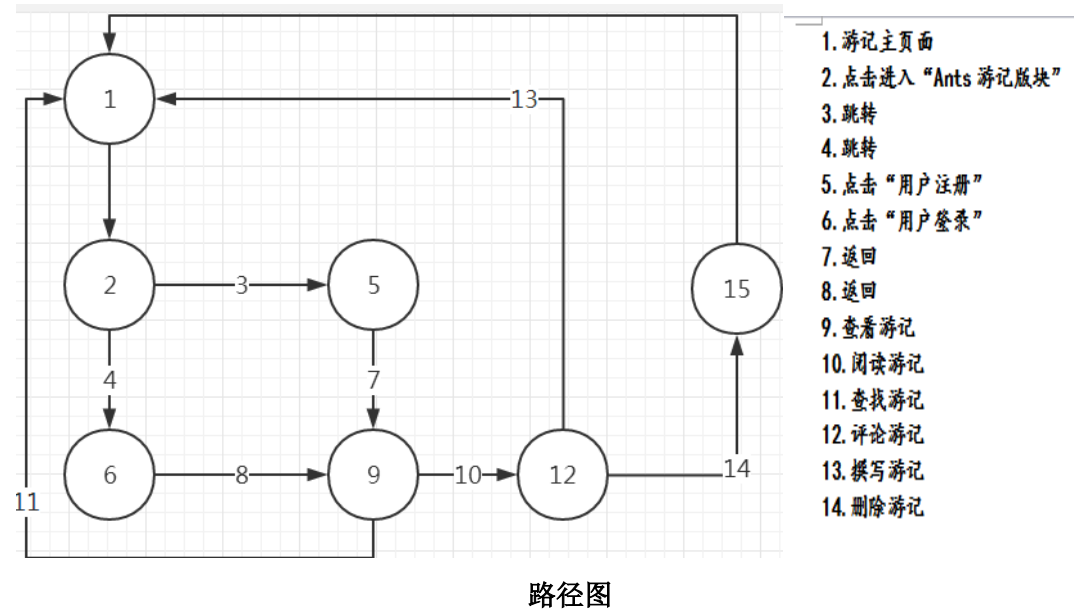 1
13
2
3
5
15
4
7
6
8
9
10
12
14
11
1.游记主页面
2.点击进入“Ants 游记版块”
3.跳转
4.跳转
5.点击“用户注册”
6.点击“用户登录”
7.返回
8.返回
9.查看游记
10.阅读游记
11.查找游记
12.评论游记
13.撰写游记
14.删除游记
路径图